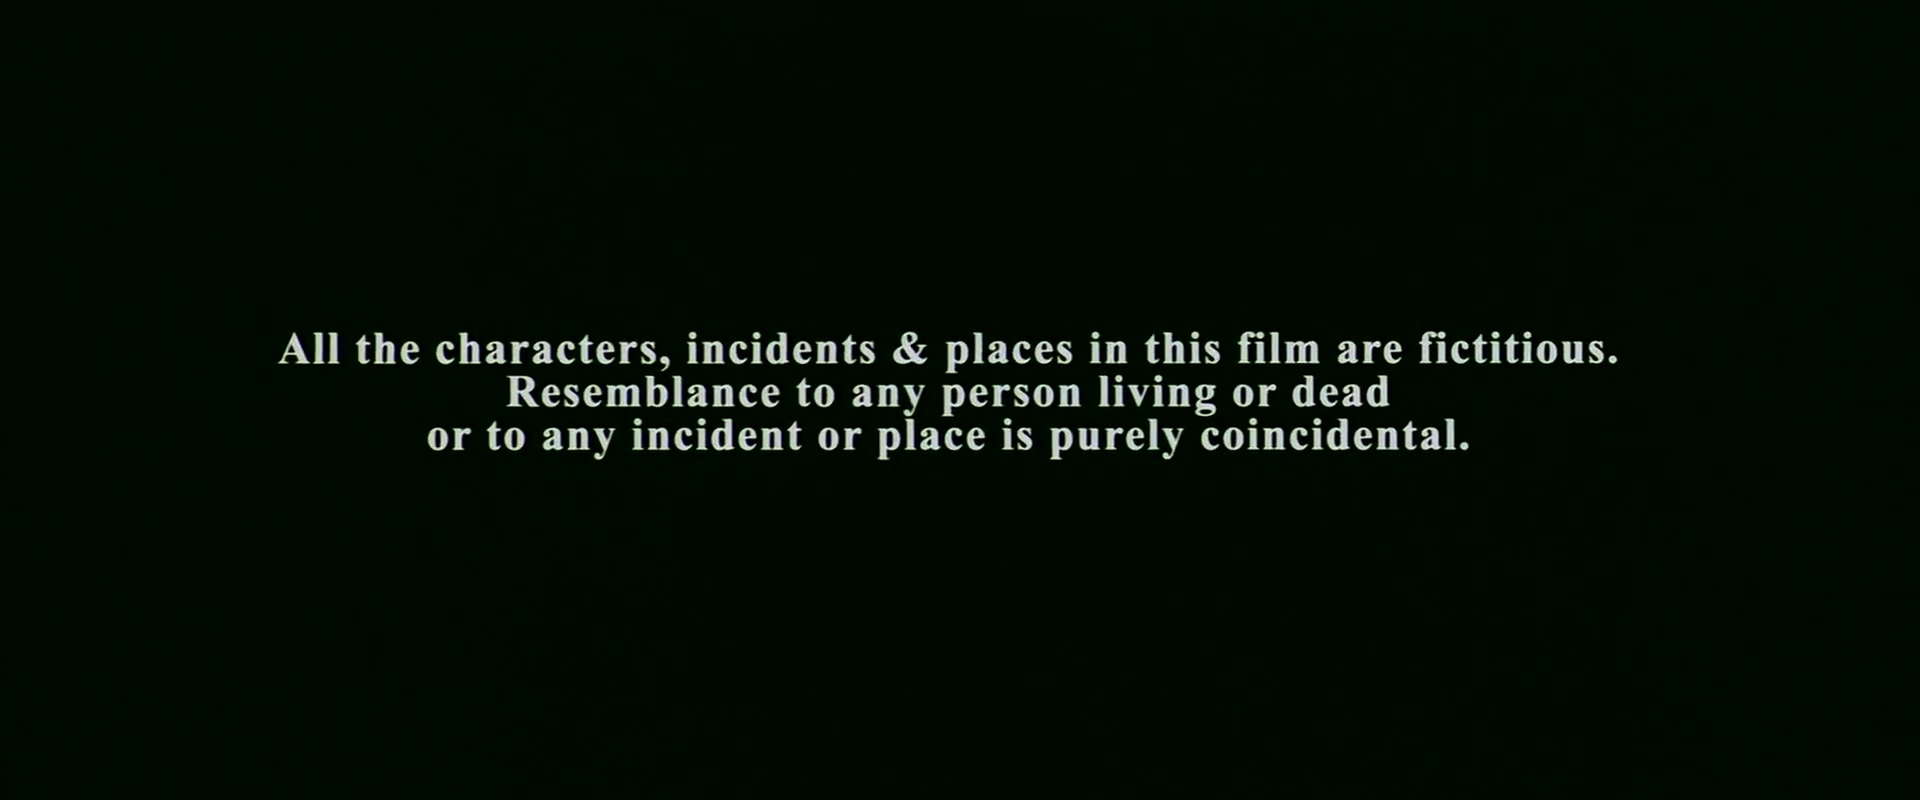 All the characters, incidents & places in this film are fictitious.
Resemblance to any person living or dead
or to any incident or place is purely coincidental.